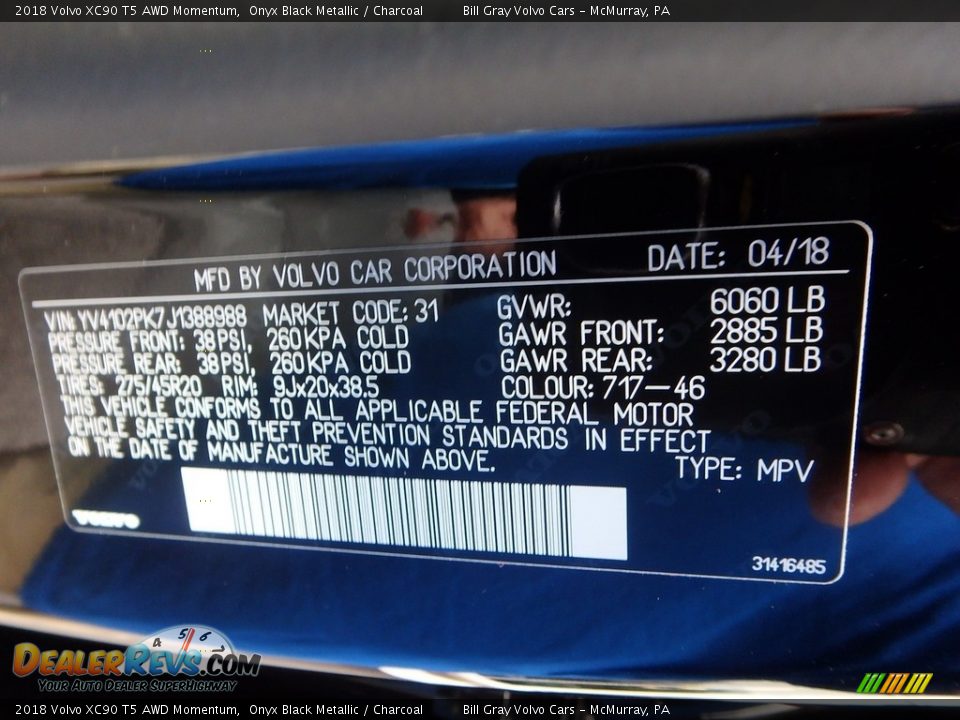 2018 Volvo XC90 T5 AWD Momentum, Onyx Black Metallic / Charcoal Bill Gray Volvo Cars - McMurray, PA
MFD BY VOLVO CAR CORPORATION DATE: 04/18
VIN: YV4102PK7J1388988 MARKET CODE: 31 GVWR: 6060 LB
PRESSURE FRONT: 38 PSI, 260 KPA COLD GAWR FRONT: 2885 LB
PRESSURE REAR: 38 PSI, 260 KPA COLD GAWR REAR: 3280 LB
TIRES: 275/45R20 RIM: 9Jx20x38.5 COLOUR: 717-46
THIS VEHICLE CONFORMS TO ALL APPLICABLE FEDERAL MOTOR
VEHICLE SAFETY AND THEFT PREVENTION STANDARDS IN EFFECT
ON THE DATE OF MANUFACTURE SHOWN ABOVE.
TYPE: MPV
VOLVO
31416485
4 5 6
DEALERREVS.COM
YOUR AUTO DEALER SUPERHIGHWAY
2018 Volvo XC90 T5 AWD Momentum, Onyx Black Metallic / Charcoal Bill Gray Volvo Cars - McMurray, PA